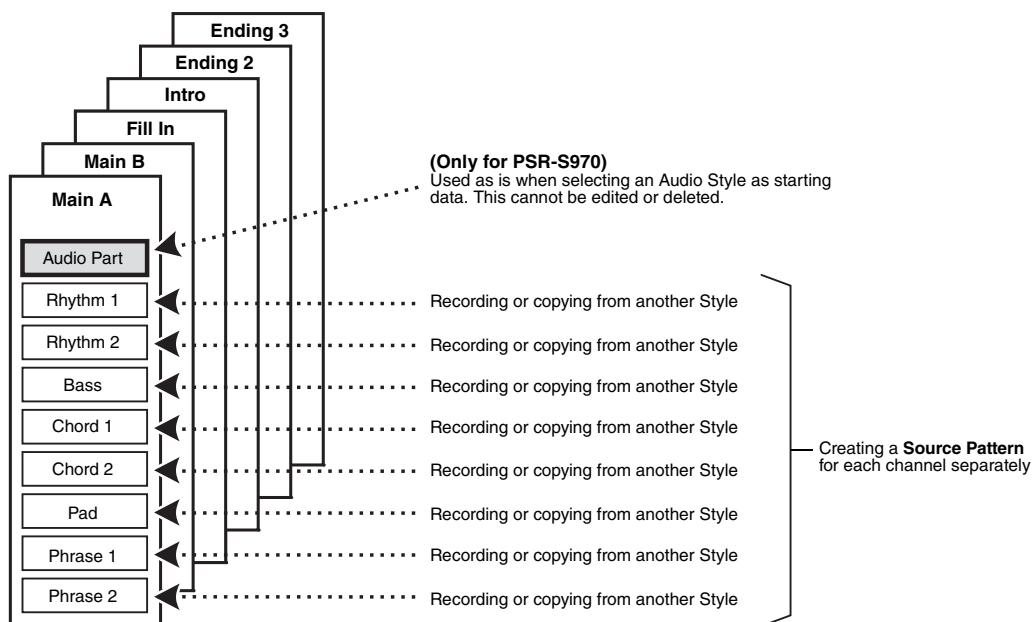 Ending 3
Ending 2
Intro
Fill In
Main B
Main A
(Only for PSR-S970)
Used as is when selecting an Audio Style as starting
data. This cannot be edited or deleted.
Audio Part
Rhythm 1
Recording or copying from another Style
Rhythm 2
Recording or copying from another Style
Bass
Recording or copying from another Style
Chord 1
Recording or copying from another Style
Chord 2
Recording or copying from another Style
Pad
Recording or copying from another Style
Phrase 1
Recording or copying from another Style
Phrase 2
Recording or copying from another Style
Creating a Source Pattern
for each channel separately